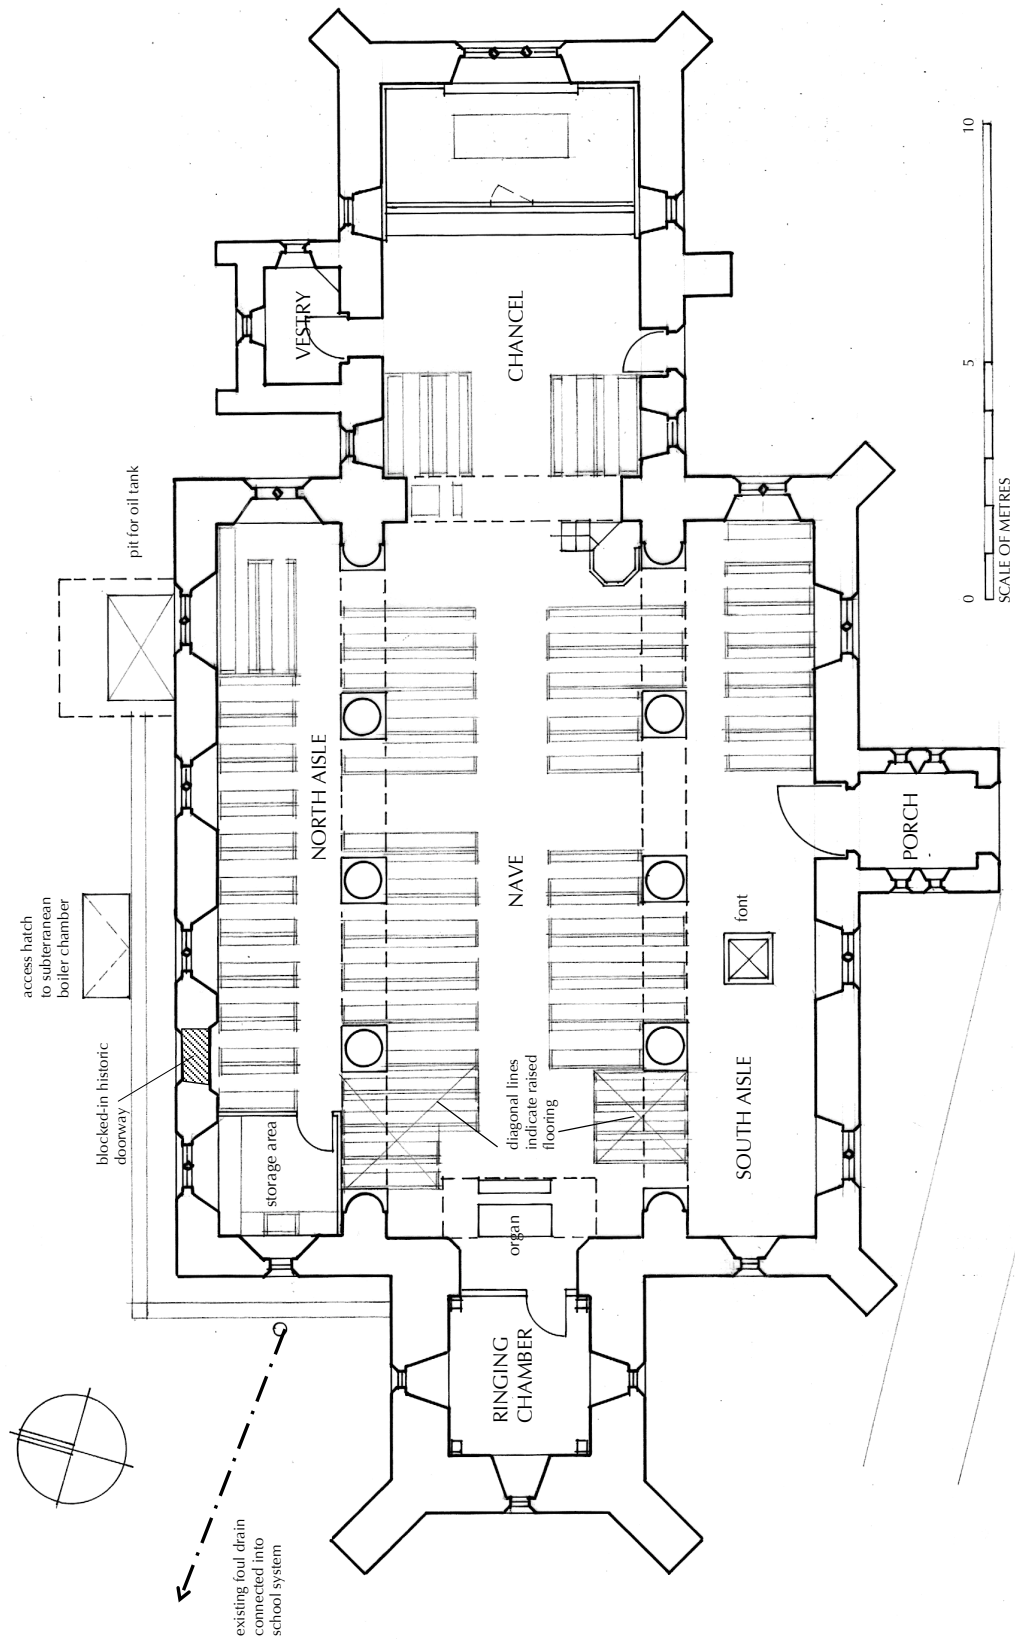 existing foul drain
connected into
school system
blocked-in historic
doorway
access hatch
to subterranean
boiler chamber
pit for oil tank
storage area
NORTH AISLE
VESTRY
RINGING
CHAMBER
organ
diagonal lines
indicate raised
flooring
NAVE
CHANCEL
SOUTH AISLE
font
PORCH
0
5
10
SCALE OF METRES